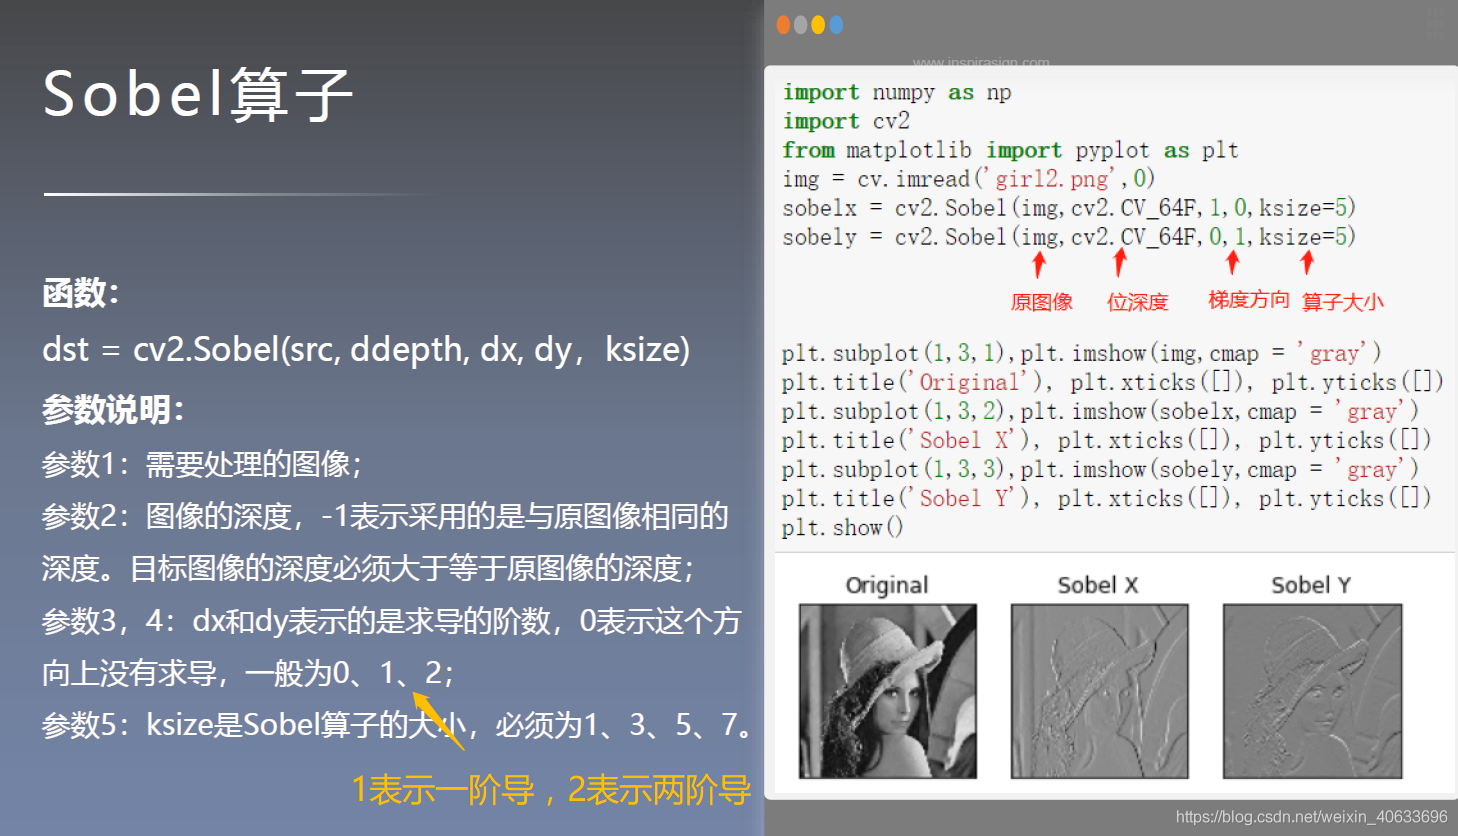 Sobel算子
函数：
dst = cv2.Sobel(src, ddepth, dx, dy，ksize)
参数说明：
参数1：需要处理的图像；
参数2：图像的深度，-1表示采用的是与原图像相同的
深度。目标图像的深度必须大于等于原图像的深度；
参数3，4：dx和dy表示的是求导的阶数，0表示这个方
向上没有求导，一般为0、1、2；
参数5：ksize是Sobel算子的大小，必须为1、3、5、7。
1表示一阶导，2表示两阶导
www.inspirasign.com
import numpy as np
import cv2
from matplotlib import pyplot as plt
img = cv.imread('girl2.png',0)
sobelx = cv2.Sobel(img,cv2.CV_64F,1,0,ksize=5)
sobely = cv2.Sobel(img,cv2.CV_64F,0,1,ksize=5)
原图像 位深度 梯度方向 算子大小
plt.subplot(1,3,1),plt.imshow(img,cmap = 'gray')
plt.title('Original'), plt.xticks([]), plt.yticks([])
plt.subplot(1,3,2),plt.imshow(sobelx,cmap = 'gray')
plt.title('Sobel X'), plt.xticks([]), plt.yticks([])
plt.subplot(1,3,3),plt.imshow(sobely,cmap = 'gray')
plt.title('Sobel Y'), plt.xticks([]), plt.yticks([])
plt.show()
Original Sobel X Sobel Y
https://blog.csdn.net/weixin_40633696